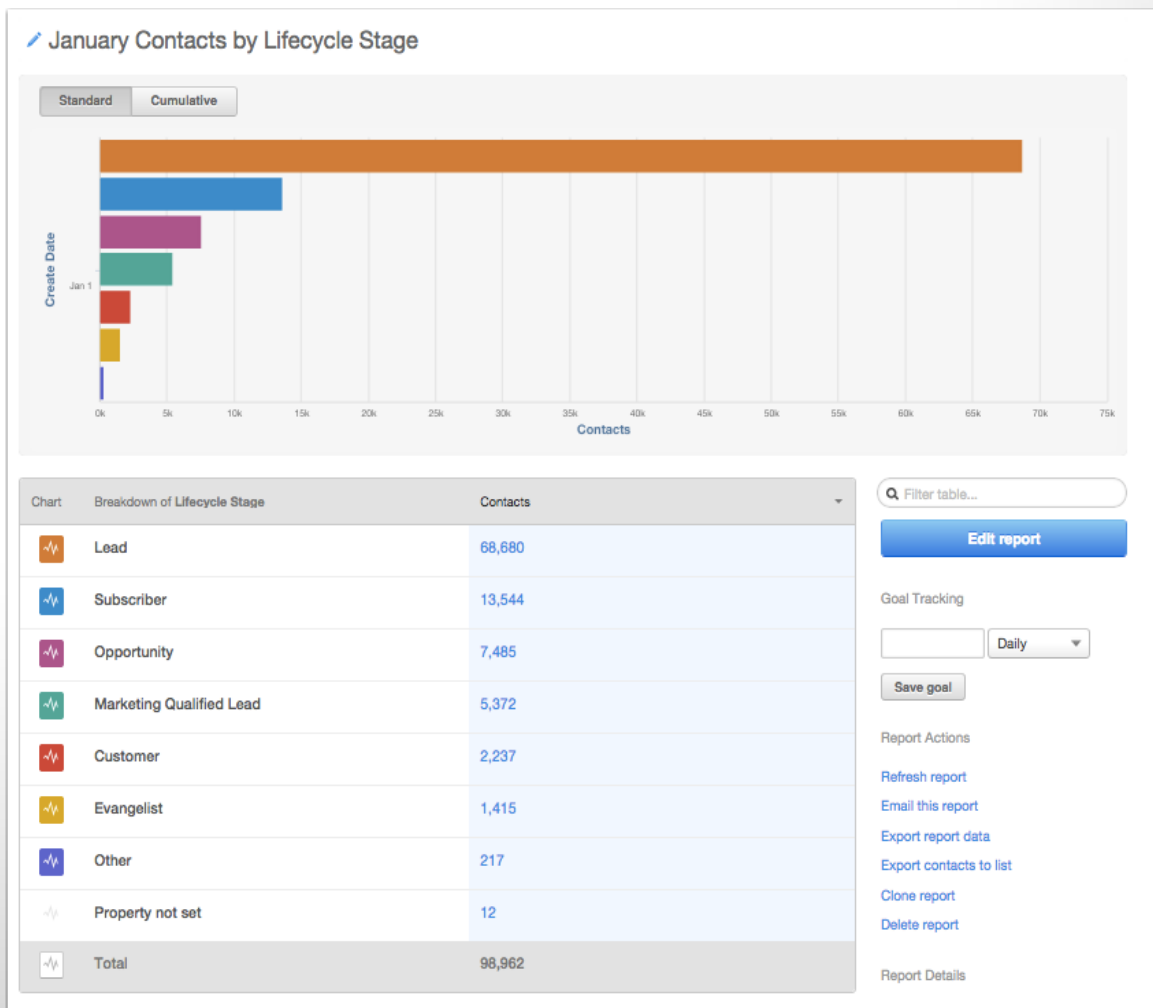 January Contacts by Lifecycle Stage
Standard Cumulative
Create Date
Jan 1
0k 5k 10k 15k 20k 25k 30k 35k 40k 45k 50k 55k 60k 65k 70k 75k
Contacts
Chart Breakdown of Lifecycle Stage Contacts
Lead 68,680
Subscriber 13,544
Opportunity 7,485
Marketing Qualified Lead 5,372
Customer 2,237
Evangelist 1,415
Other 217
Property not set 12
Total 98,962
Filter table...
Edit report
Goal Tracking
Daily
Save goal
Report Actions
Refresh report
Email this report
Export report data
Export contacts to list
Clone report
Delete report
Report Details